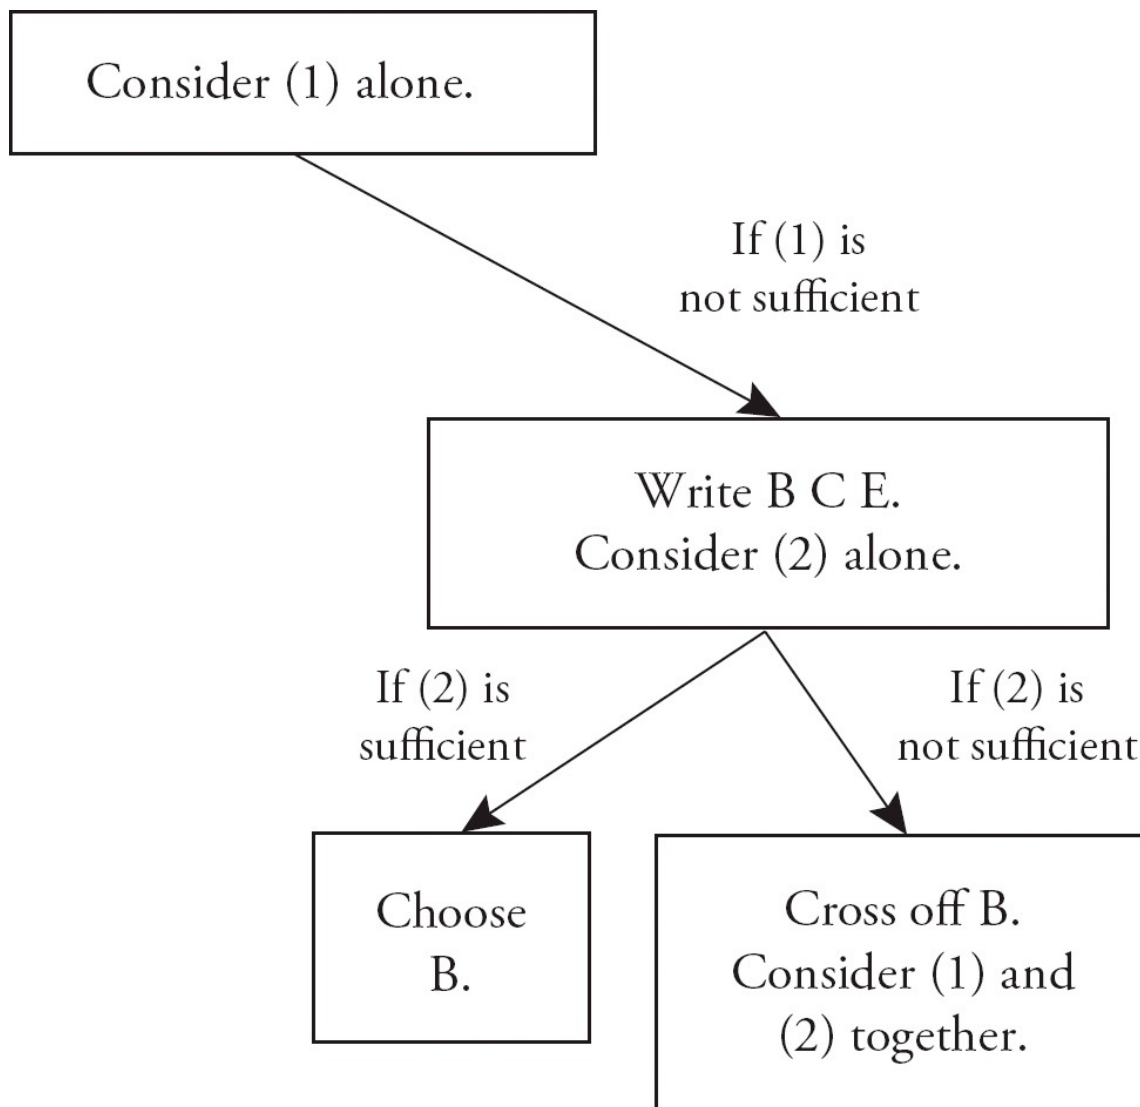 Consider (1) alone.
If (1) is
not sufficient
Write B C E.
Consider (2) alone.
If (2) is
sufficient
If (2) is
not sufficient
Choose
B.
Cross off B.
Consider (1) and
(2) together.